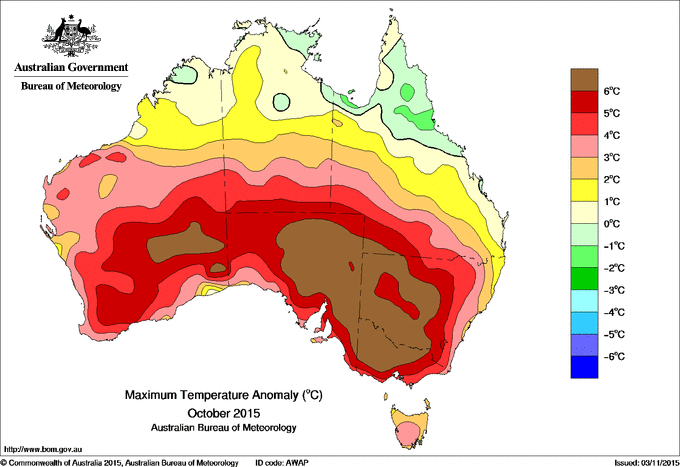 Australian Government
Bureau of Meteorology
6°C
5°C
4°C
3°C
2°C
1°C
0°C
-1°C
-2°C
-3°C
-4°C
-5°C
-6°C
Maximum Temperature Anomaly (°C)
October 2015
Australian Bureau of Meteorology
http://www.bom.gov.au
© Commonwealth of Australia 2015, Australian Bureau of Meteorology ID code: AWAP Issued: 03/11/2015